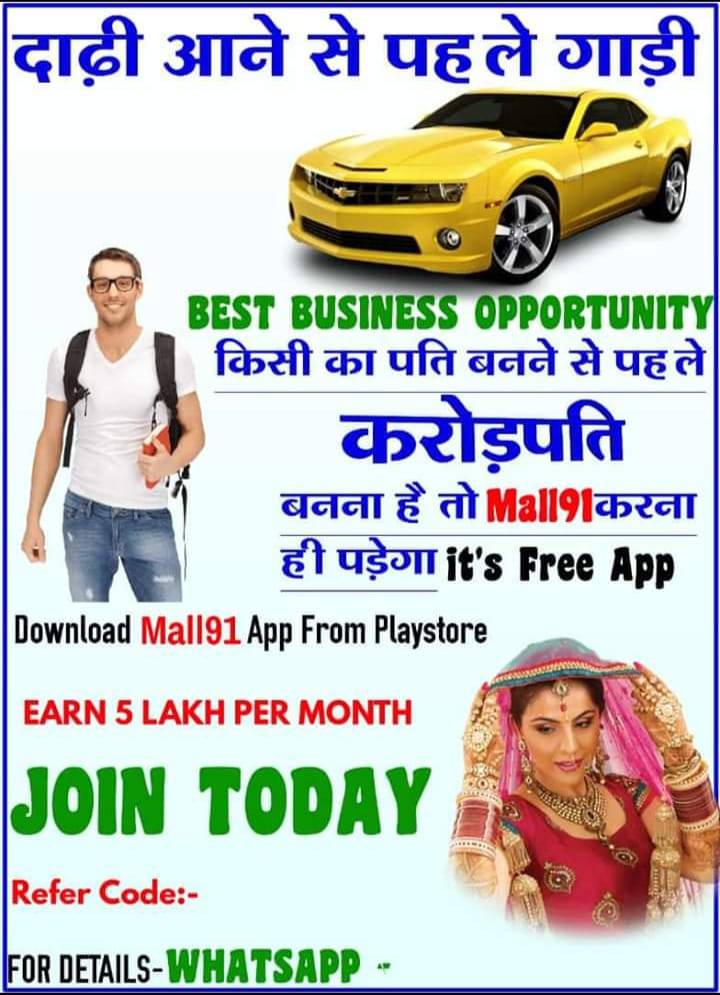 दाढ़ी आने से पहले गाड़ी
BEST BUSINESS OPPORTUNITY
किसी का पति बनने से पहले
करोड़पति
बनना है तो Mall91करना
ही पड़ेगा it's Free App
Download Mall91 App From Playstore
EARN 5 LAKH PER MONTH
JOIN TODAY
Refer Code:-
FOR DETAILS-WHATSAPP -